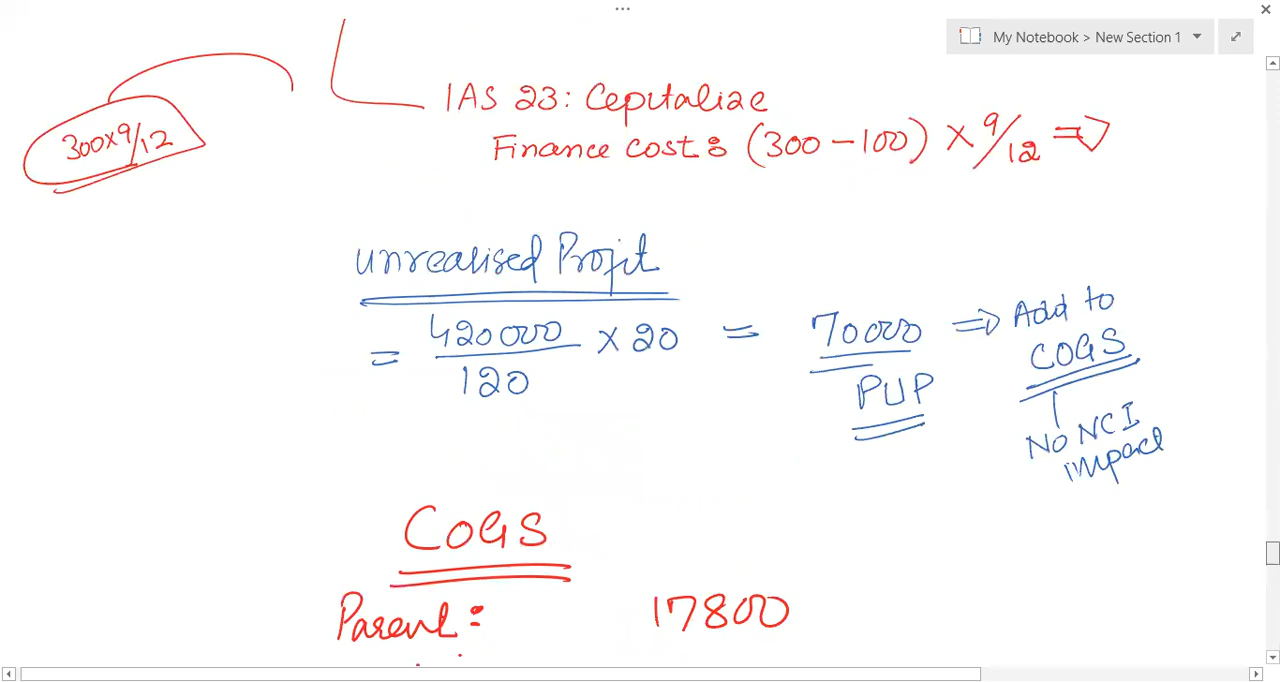 ...
My Notebook > New Section 1
300x9/12
IAS 23: Cepitalize
Finance cost: (300-100) x 9/12 ⇒
unrealised Profit
= 420000/120 x 20 = 70000 ⇒ Add to COGS
PUP
No NCI impact
COGS
Parent: 17800